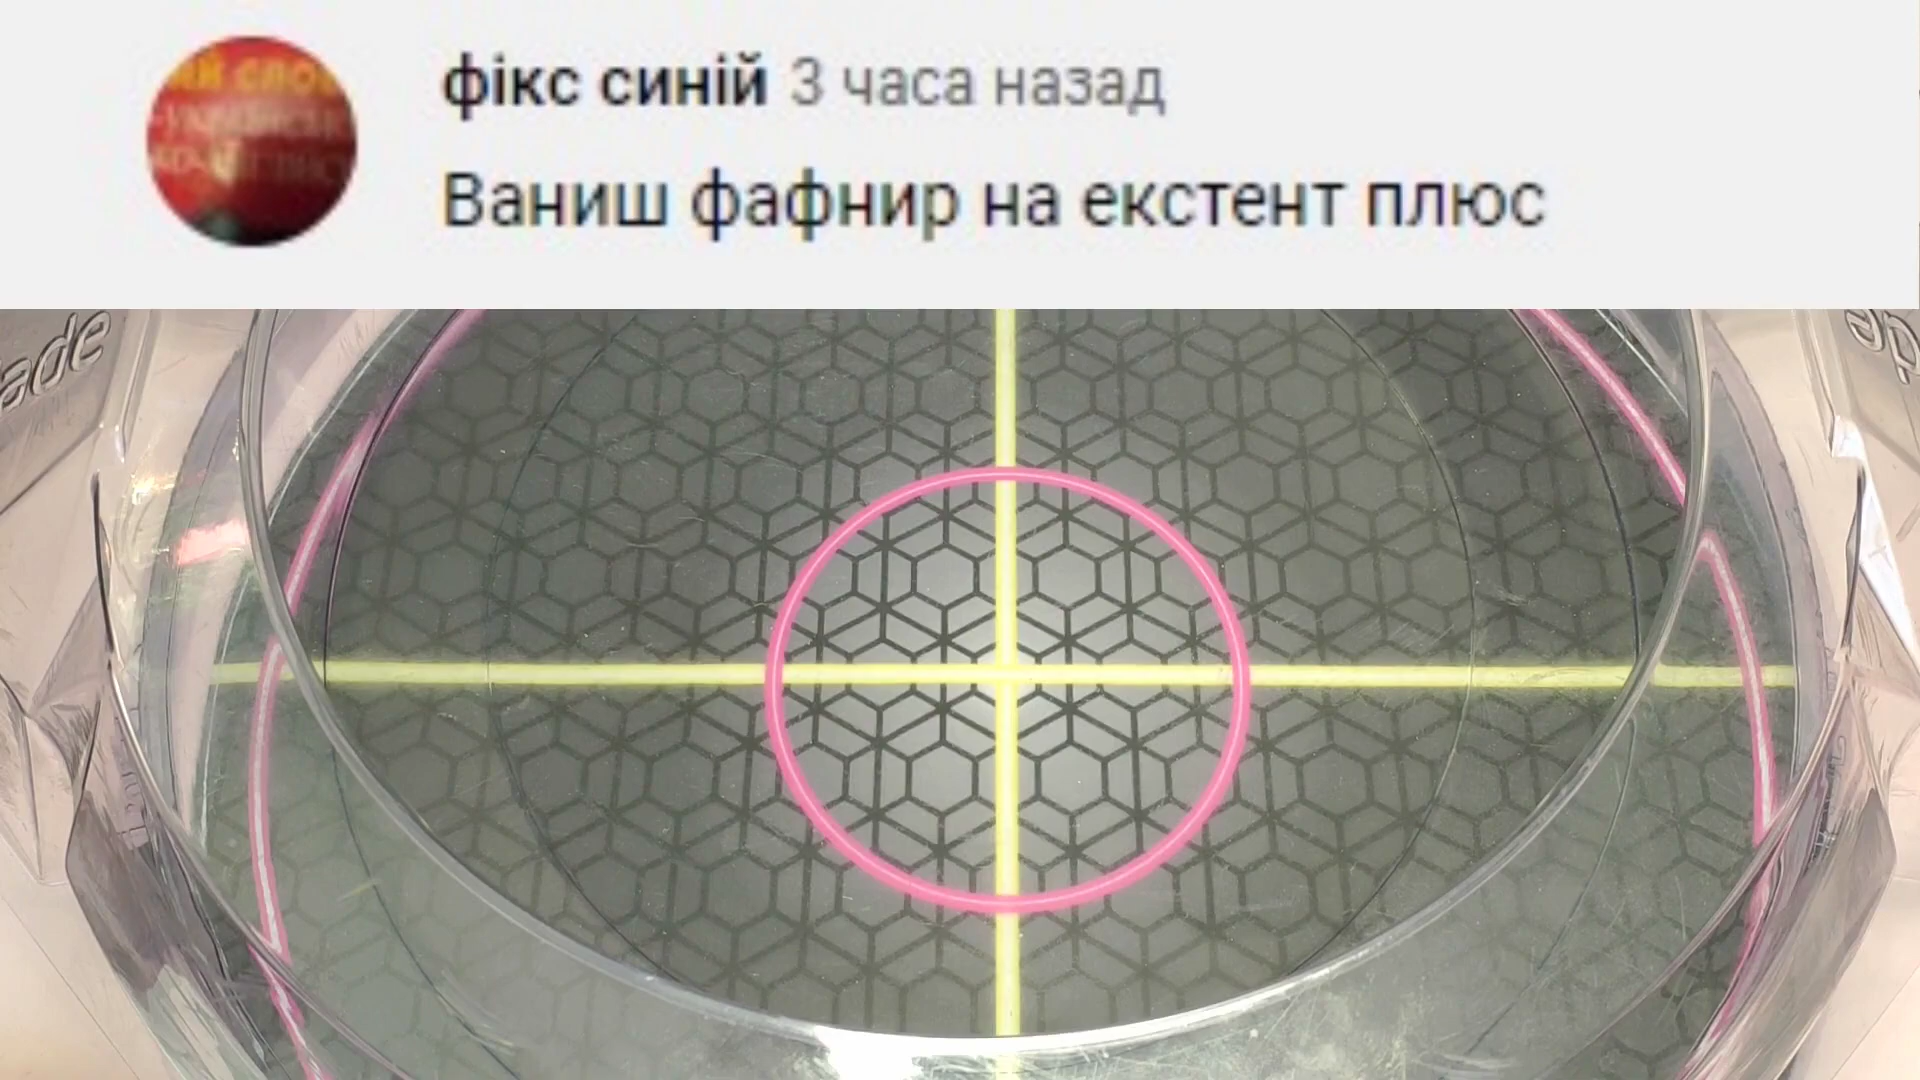 фікс синій 3 часа назад
Ваниш фафнир на екстент плюс